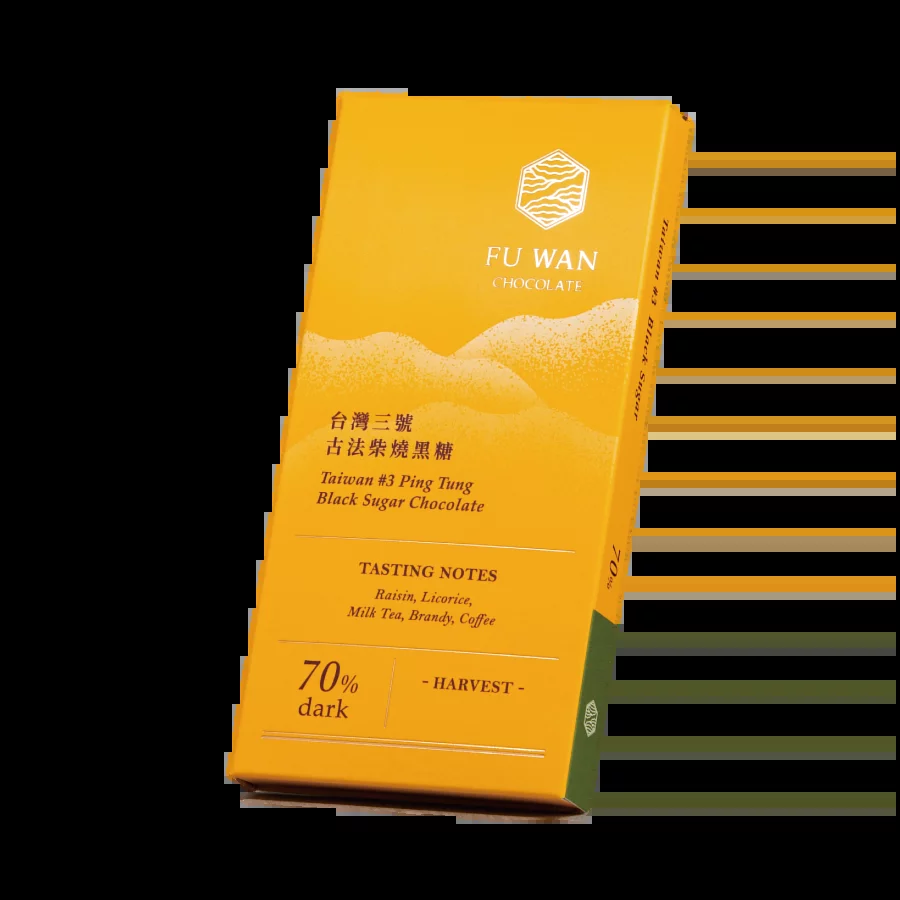 FU WAN
CHOCOLATE
台灣三號
古法柴燒黑糖
Taiwan #3 Ping Tung
Black Sugar Chocolate
TASTING NOTES
Raisin, Licorice,
Milk Tea, Brandy, Coffee
70%
dark
- HARVEST -
Taiwan #3 Black Sugar
70%